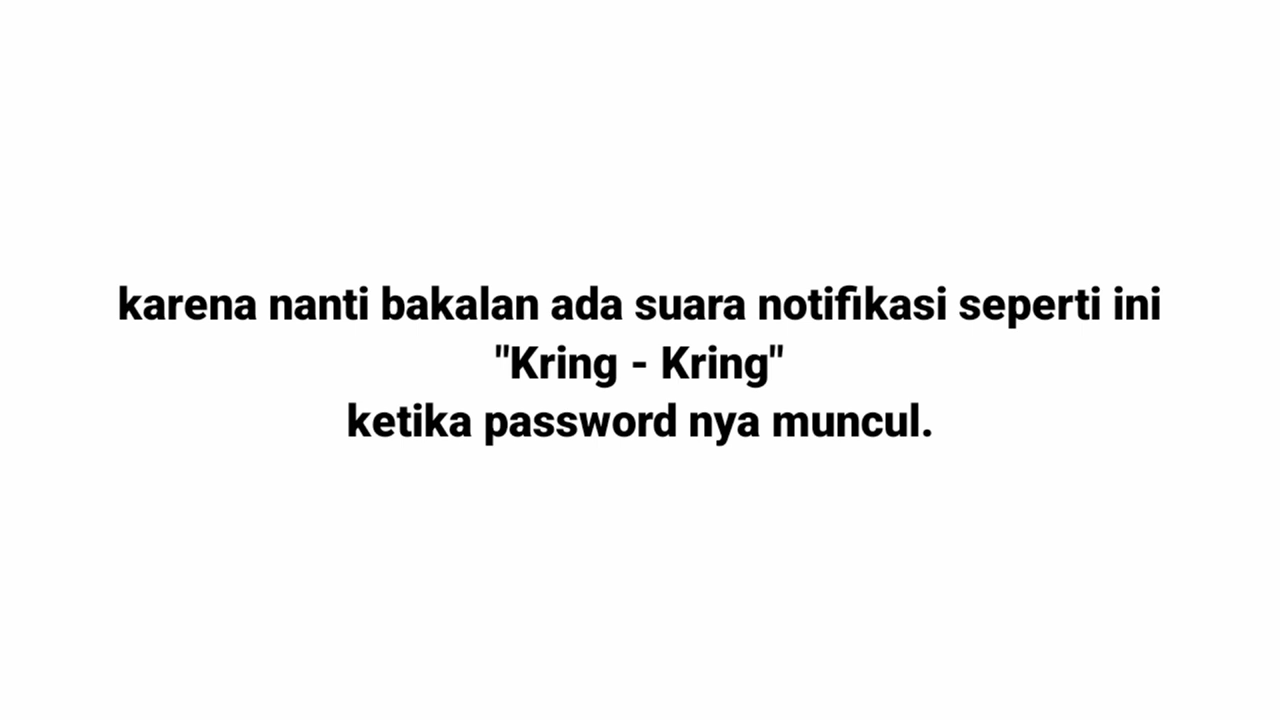 karena nanti bakalan ada suara notifikasi seperti ini
"Kring - Kring"
ketika password nya muncul.